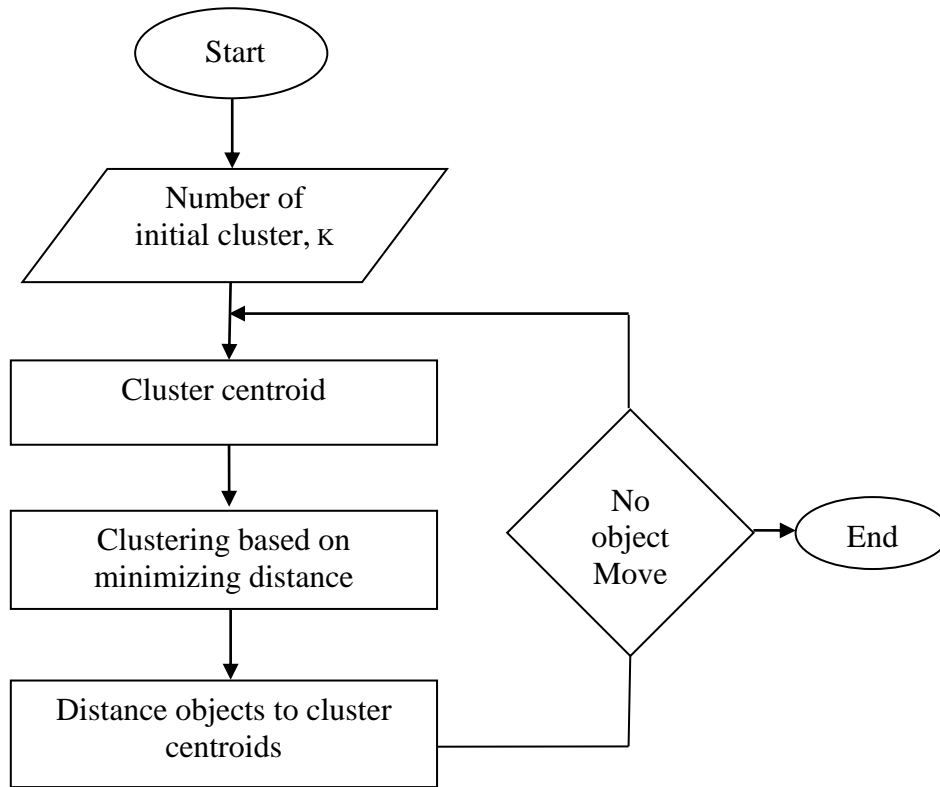 Start
Number of
initial cluster, K
Cluster centroid
Clustering based on
minimizing distance
Distance objects to cluster
centroids
No
object
Move
End